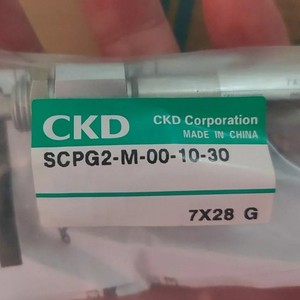 CKD
CKD Corporation
MADE IN CHINA
SCPG2-M-00-10-30
7X28 G